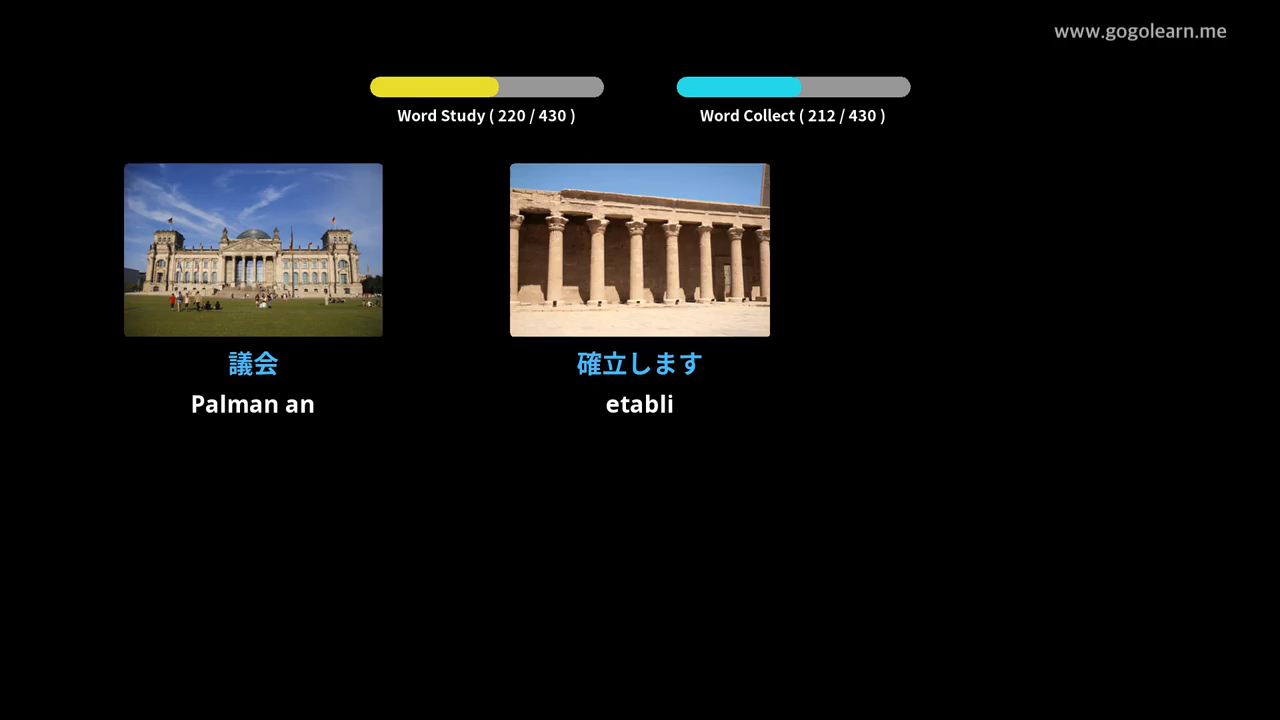 www.gogolearn.me
Word Study ( 220 / 430 )
Word Collect ( 212 / 430 )
議会
確立します
Palman an
etabli